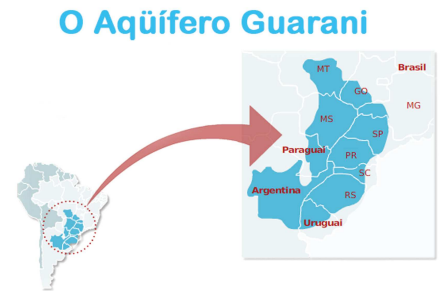 O Aqüífero Guarani
MT
Brasil
GO
MG
MS
SP
Paraguai
PR
SC
Argentina
RS
Uruguai